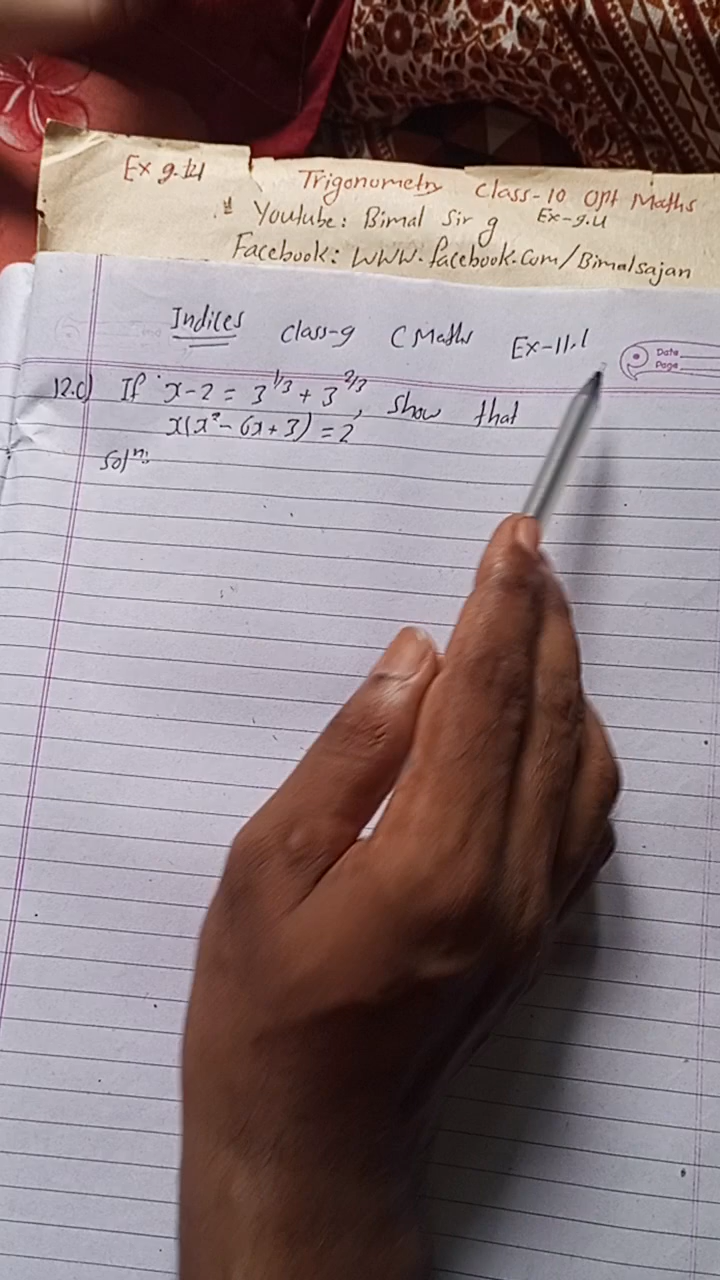 Ex 9.4
Trigonometry Class-10 Opt Maths
Youtube: Bimal Sir g Ex-9.4
Facebook: WWW.facebook.Com/Bimalsajan
Indices Class-9 C Maths Ex-11.1
Date
Page
12.c) If x-2 = 3^1/3 + 3^2/3, show that
x(x²- 6x + 3) = 2
Solⁿ: